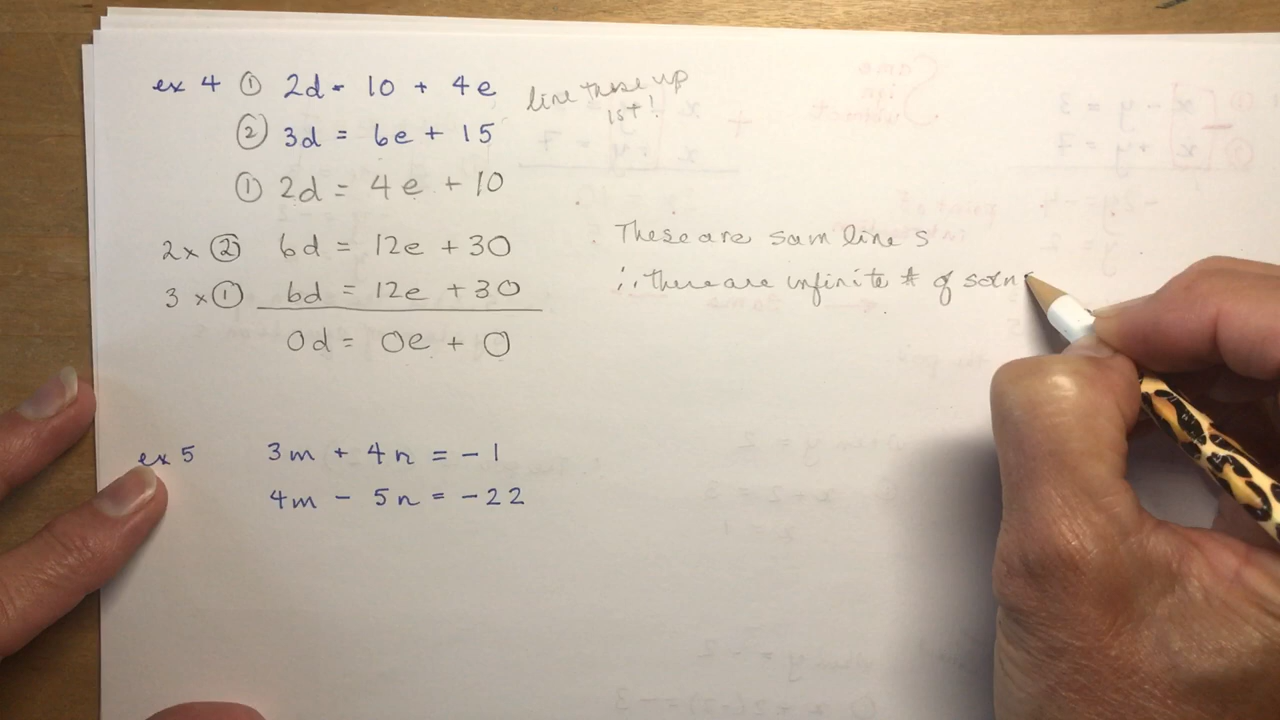 ex 4 ① 2d = 10 + 4e
line these up
1st!
② 3d = 6e + 15
① 2d = 4e + 10
2 x ② 6d = 12e + 30
3 x ① 6d = 12e + 30
0d = 0e + 0
These are sam line s
∴ there are infinite # of soln s
ex 5 3m + 4n = -1
4m - 5n = -22